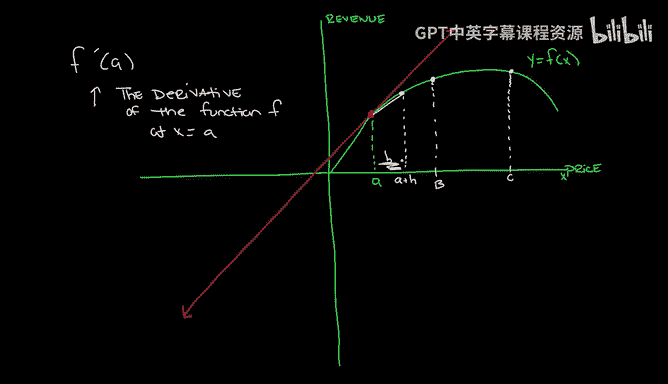 REVENUE
GPT中英字幕课程资源 bilibili
f'(a)
y=f(x)
↑ THE DERIVATIVE
of the function f
at x=a
h
a
a+h
B
C
x PRICE